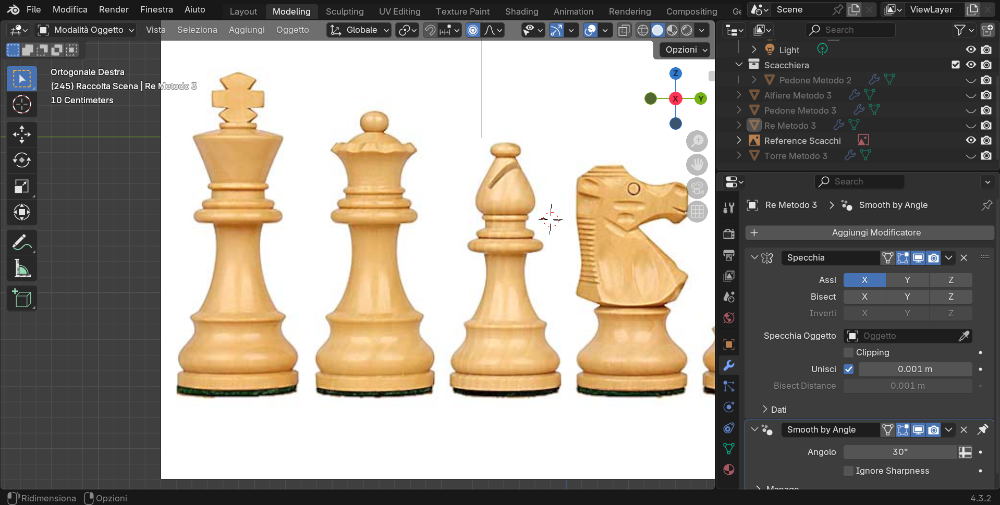 File Modifica Render Finestra Aiuto Layout Modeling Sculpting UV Editing Texture Paint Shading Animation Rendering Compositing Ge Scene ViewLayer
Modalità Oggetto Vista Seleziona Aggiungi Oggetto Globale
Opzioni
Ortogonale Destra
(245) Raccolta Scena | Re Metodo 3
10 Centimeters
Z
X
Y
Search
Light
Scacchiera
Pedone Metodo 2
Alfiere Metodo 3
Pedone Metodo 3
Re Metodo 3
Reference Scacchi
Torre Metodo 3
Search
Re Metodo 3 > Smooth by Angle
Aggiungi Modificatore
Specchia
Assi X Y Z
Bisect X Y Z
Inverti X Y Z
Specchia Oggetto Oggetto
Clipping
Unisci 0.001 m
Bisect Distance 0.001 m
Dati
Smooth by Angle
Angolo 30°
Ignore Sharpness
Manage
Ridimensiona Opzioni 4.3.2